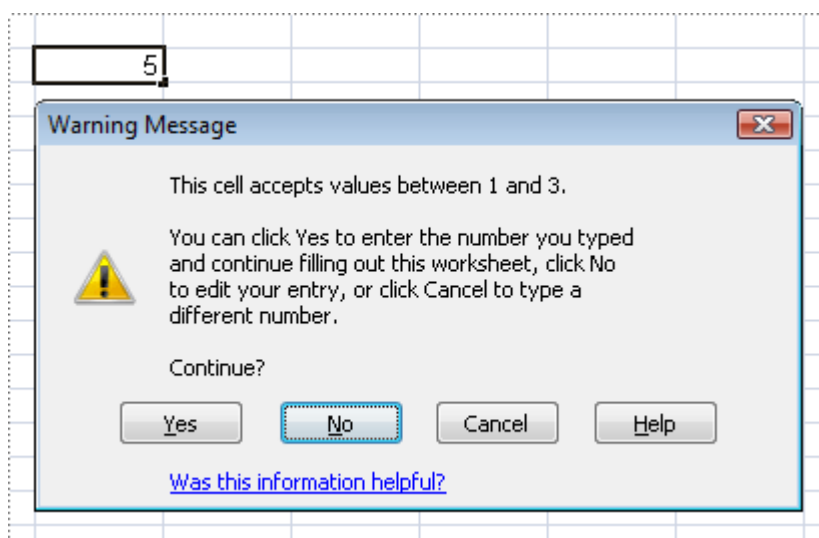 5
Warning Message
This cell accepts values between 1 and 3.
You can click Yes to enter the number you typed
and continue filling out this worksheet, click No
to edit your entry, or click Cancel to type a
different number.
Continue?
Yes No Cancel Help
Was this information helpful?